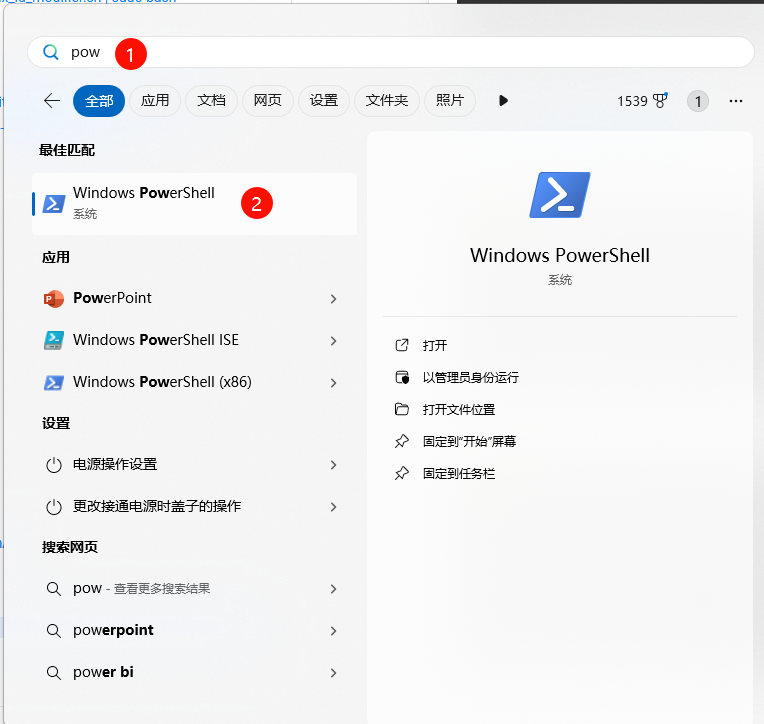 _id_modifier.sh | sudo bash
pow
1
全部
应用
文档
网页
设置
文件夹
照片
1539
1
最佳匹配
Windows PowerShell
系统
2
应用
PowerPoint
Windows PowerShell ISE
Windows PowerShell (x86)
设置
电源操作设置
更改接通电源时盖子的操作
搜索网页
pow - 查看更多搜索结果
powerpoint
power bi
Windows PowerShell
系统
打开
以管理员身份运行
打开文件位置
固定到"开始"屏幕
固定到任务栏